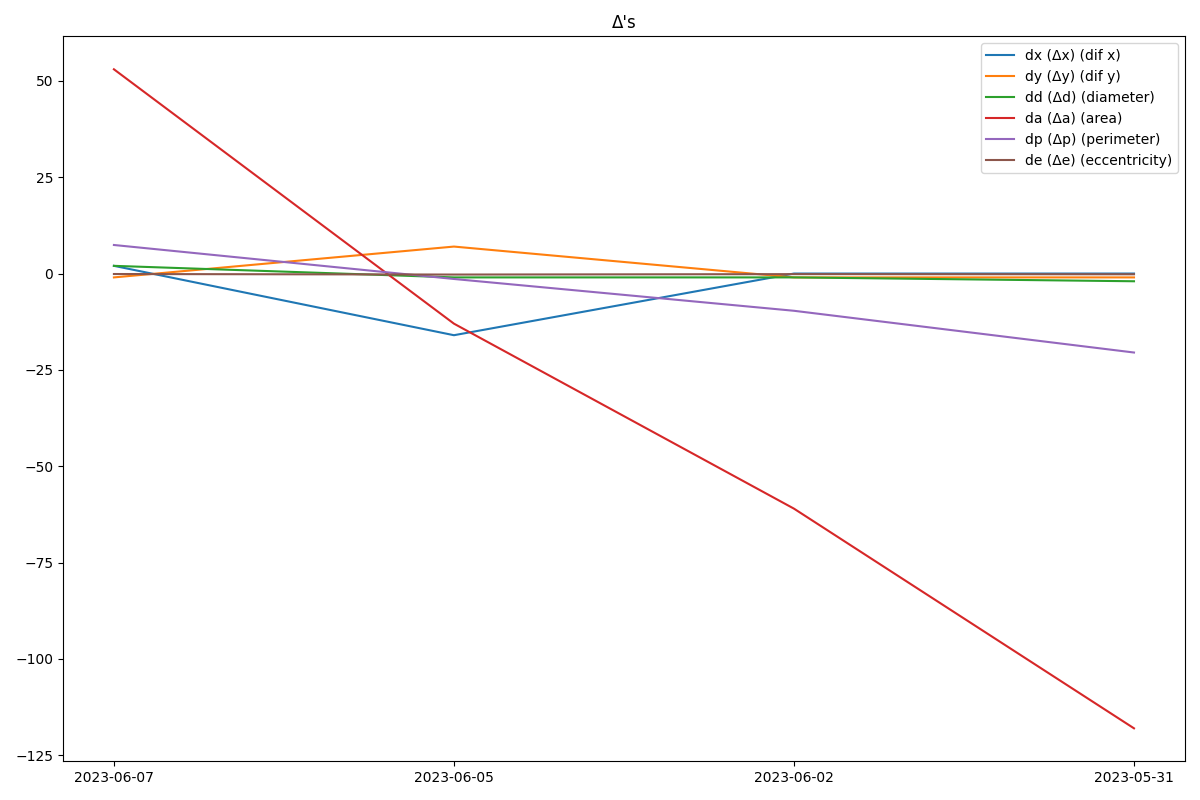 Δ's
dx (Δx) (dif x)
dy (Δy) (dif y)
dd (Δd) (diameter)
da (Δa) (area)
dp (Δp) (perimeter)
de (Δe) (eccentricity)
50
25
0
−25
−50
−75
−100
−125
2023-06-07 2023-06-05 2023-06-02 2023-05-31